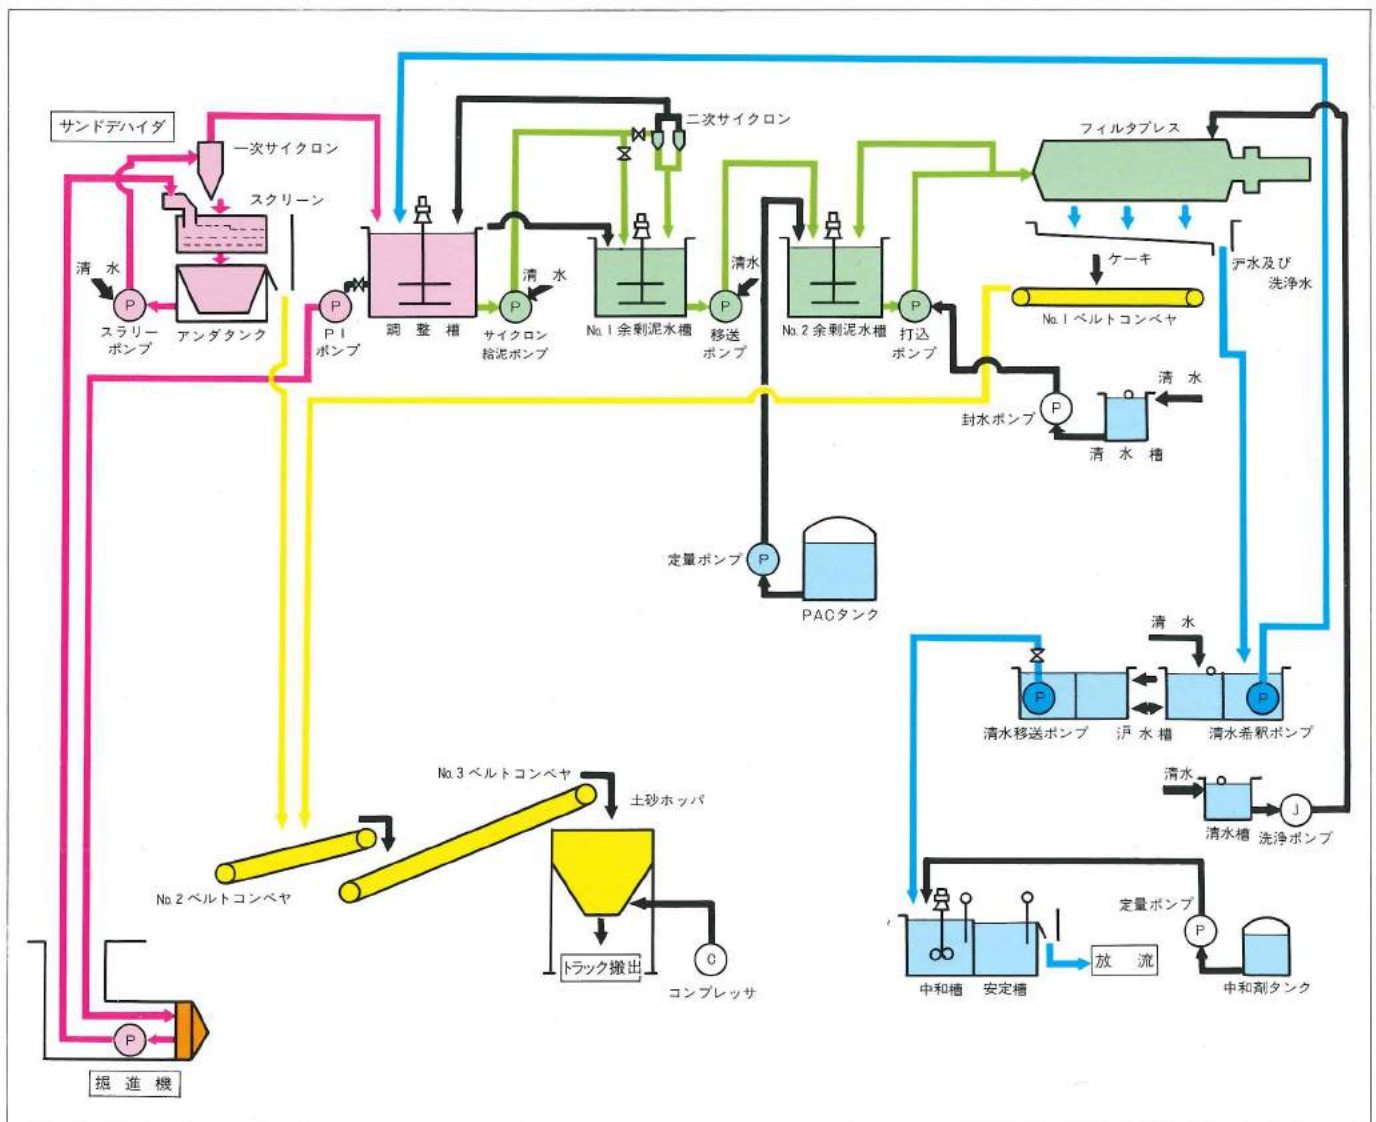 サンドデハイダ
一次サイクロン
スクリーン
二次サイクロン
フィルタプレス
清 水
P
スラリー
ポンプ
アンダタンク
P
P1
ポンプ
調 整 槽
清 水
P
サイクロン
給泥ポンプ
No.1 余剰泥水槽
清水
P
移送
ポンプ
No.2 余剰泥水槽
P
打込
ポンプ
ケーキ
No.1 ベルトコンベヤ
沪水及び
洗浄水
清 水
P
封水ポンプ
清 水 槽
定量ポンプ
P
PACタンク
清 水
P
P
清水移送ポンプ
沪 水 槽
清水希釈ポンプ
清水
清水槽
J
洗浄ポンプ
No.3 ベルトコンベヤ
土砂ホッパ
No.2 ベルトコンベヤ
トラック搬出
C
コンプレッサ
定量ポンプ
P
中和槽
安定槽
放 流
中和剤タンク
P
掘 進 機